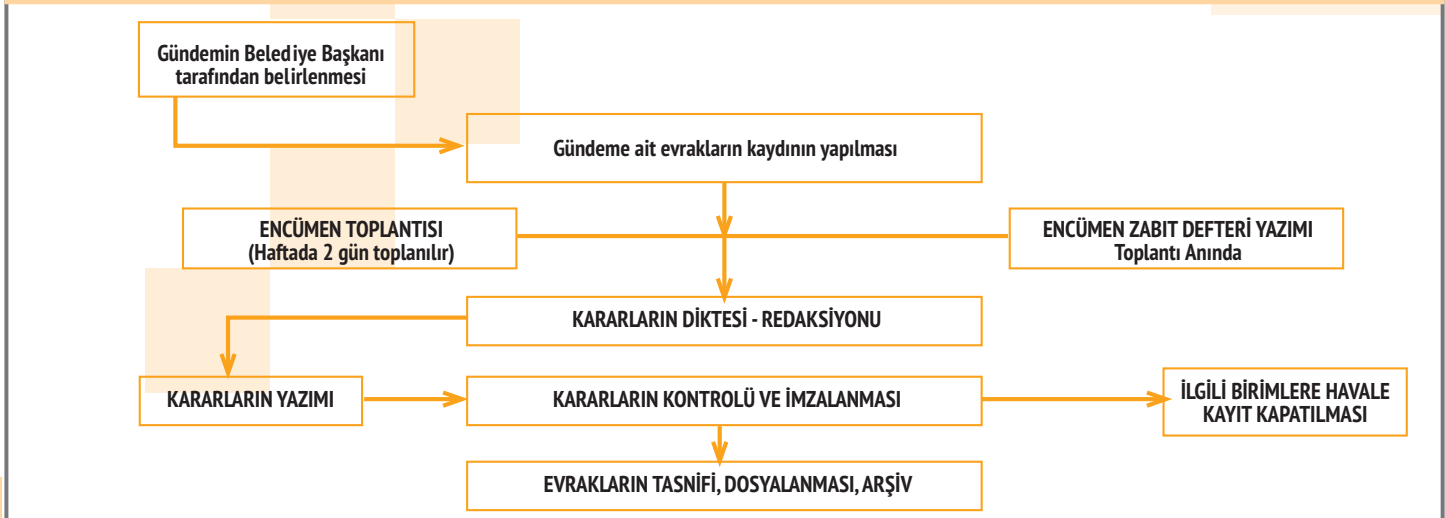 Gündemin Belediye Başkanı
tarafından belirlenmesi
Gündeme ait evrakların kaydının yapılması
ENCÜMEN TOPLANTISI
(Haftada 2 gün toplanılır)
ENCÜMEN ZABIT DEFTERİ YAZIMI
Toplantı Anında
KARARLARIN DİKTESİ - REDAKSİYONU
KARARLARIN YAZIMI
KARARLARIN KONTROLÜ VE İMZALANMASI
İLGİLİ BİRİMLERE HAVALE
KAYIT KAPATILMASI
EVRAKLARIN TASNİFİ, DOSYALANMASI, ARŞİV